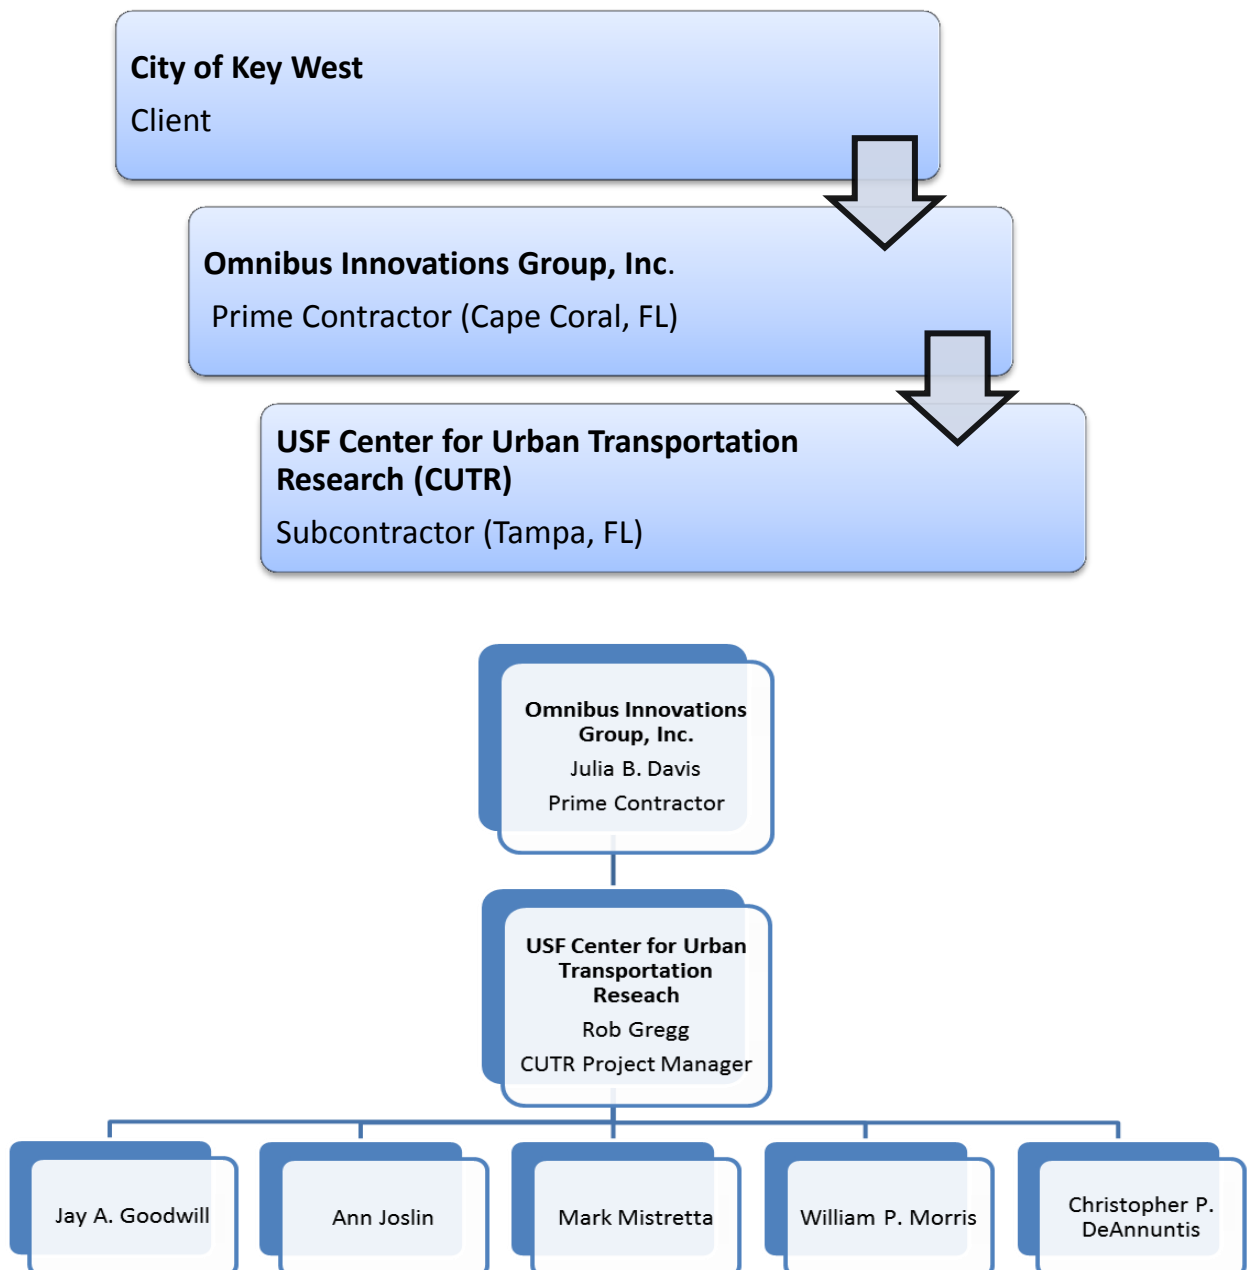 City of Key West
Client
Omnibus Innovations Group, Inc.
Prime Contractor (Cape Coral, FL)
USF Center for Urban Transportation
Research (CUTR)
Subcontractor (Tampa, FL)
Omnibus Innovations
Group, Inc.
Julia B. Davis
Prime Contractor
USF Center for Urban
Transportation
Reseach
Rob Gregg
CUTR Project Manager
Jay A. Goodwill
Ann Joslin
Mark Mistretta
William P. Morris
Christopher P.
DeAnnuntis